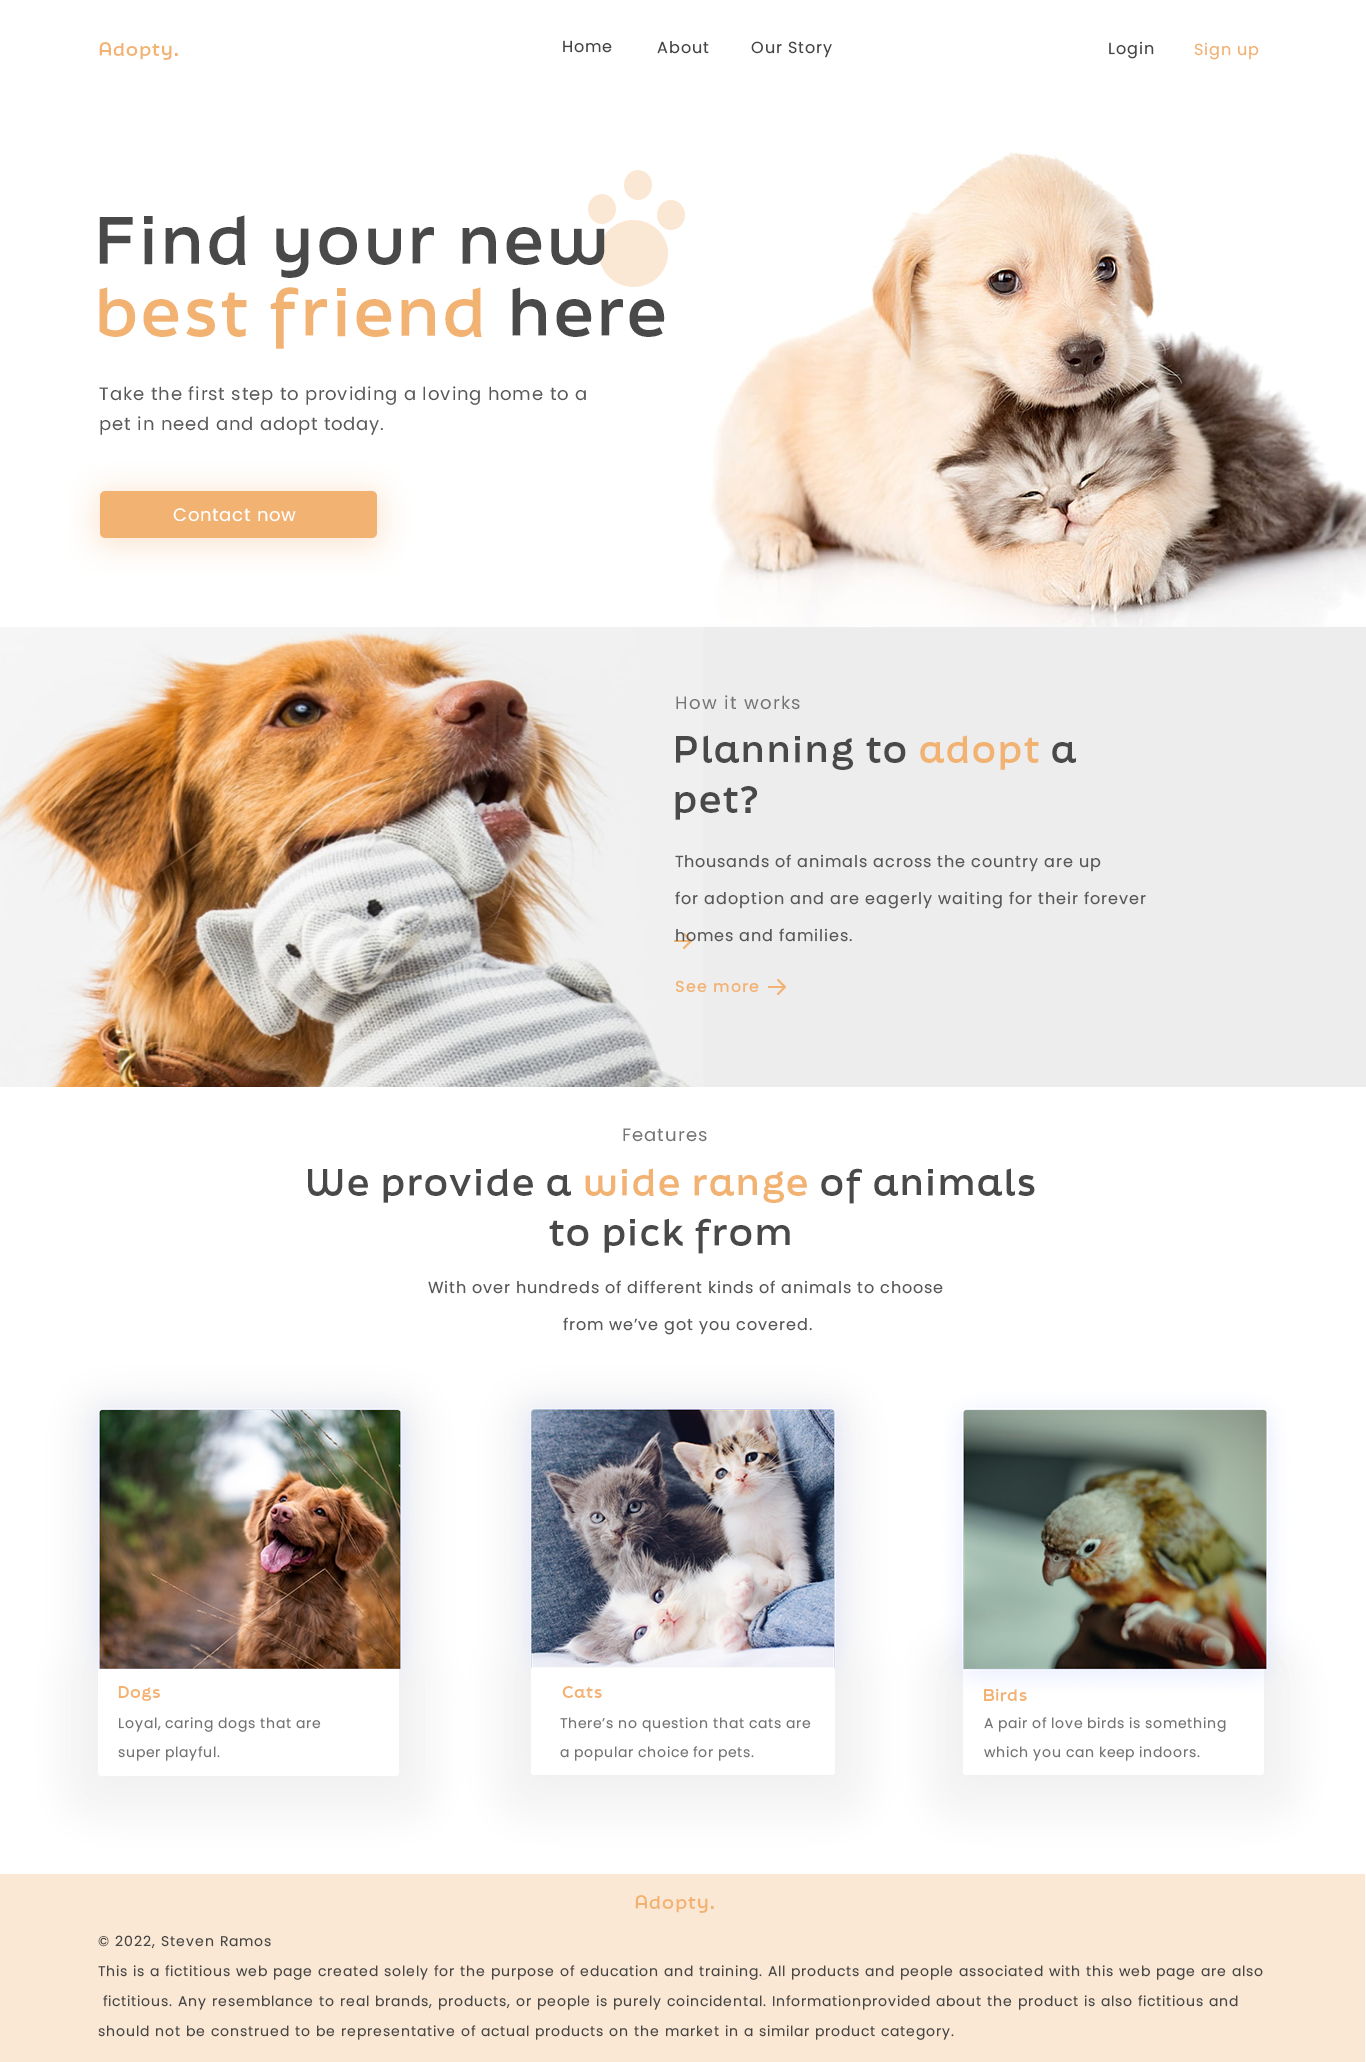 Adopty.
Home About Our Story
Login Sign up
Find your new
best friend here
Take the first step to providing a loving home to a
pet in need and adopt today.
Contact now
How it works
Planning to adopt a
pet?
Thousands of animals across the country are up
for adoption and are eagerly waiting for their forever
homes and families.
See more
Features
We provide a wide range of animals
to pick from
With over hundreds of different kinds of animals to choose
from we’ve got you covered.
Dogs
Loyal, caring dogs that are
super playful.
Cats
There’s no question that cats are
a popular choice for pets.
Birds
A pair of love birds is something
which you can keep indoors.
Adopty.
© 2022, Steven Ramos
This is a fictitious web page created solely for the purpose of education and training. All products and people associated with this web page are also
fictitious. Any resemblance to real brands, products, or people is purely coincidental. Informationprovided about the product is also fictitious and
should not be construed to be representative of actual products on the market in a similar product category.